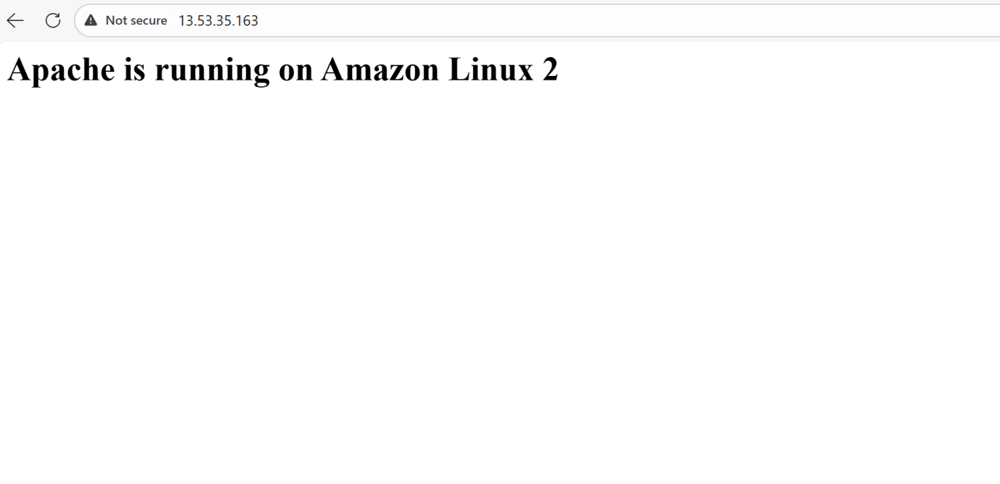 Not secure 13.53.35.163
Apache is running on Amazon Linux 2